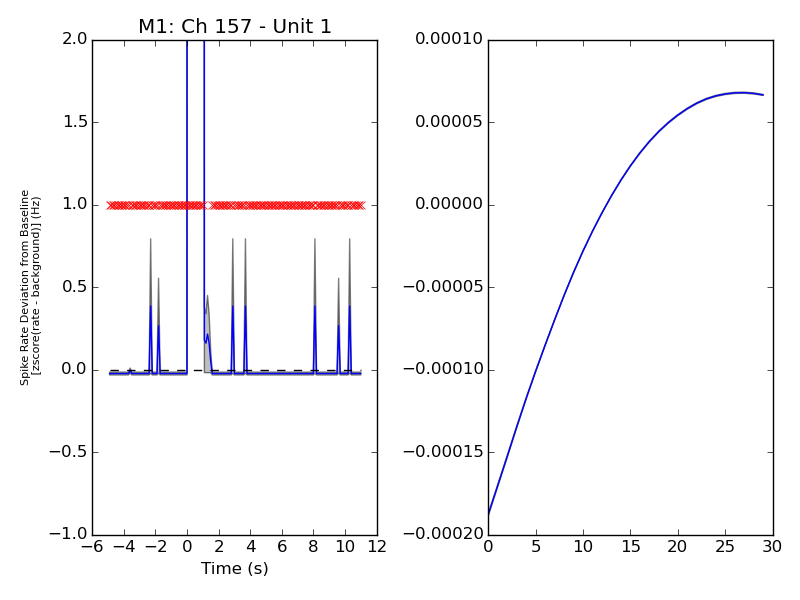 M1: Ch 157 - Unit 1
Spike Rate Deviation from Baseline
[zscore(rate - background)] (Hz)
2.0
1.5
1.0
0.5
0.0
−0.5
−1.0
−6 −4 −2 0 2 4 6 8 10 12
Time (s)
0.00010
0.00005
0.00000
−0.00005
−0.00010
−0.00015
−0.00020
0 5 10 15 20 25 30